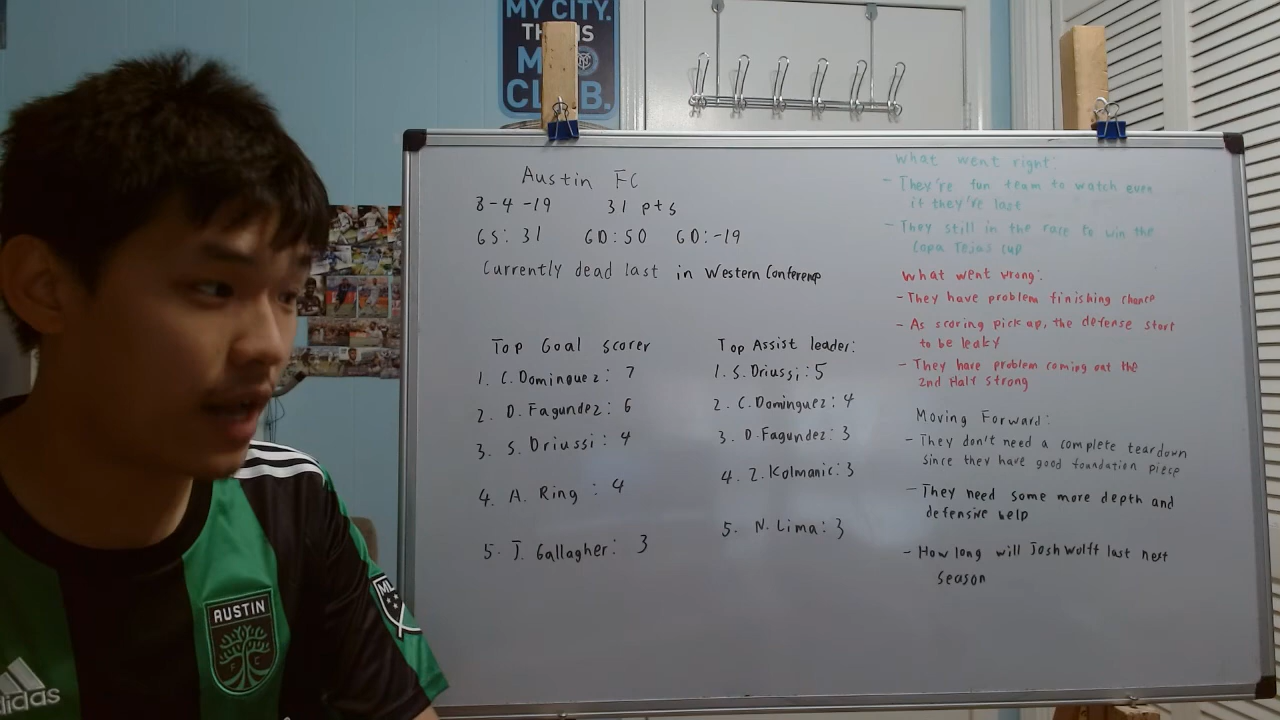 MY CITY.
THIS IS
M
CLUB.
Austin FC
8-4-19 31 pts
GS: 31 GD: 50 GD: -19
Currently dead last in Western Conference
Top Goal scorer
1. C. Dominguez: 7
2. D. Fagundez: 6
3. S. Driussi: 4
4. A. Ring: 4
5. J. Gallagher: 3
Top Assist leader:
1. S. Driussi: 5
2. C. Dominguez: 4
3. D. Fagundez: 3
4. Z. Kolmanic: 3
5. N. Lima: 3
What went right:
- They're fun team to watch even
if they're last
- They still in the race to win the
Copa Tejas cup
What went wrong:
- They have problem finishing chance
- As scoring pick up, the defense start
to be leaky
- They have problem coming out the
2nd Half strong
Moving Forward:
- They don't need a complete teardown
since they have good foundation piece
- They need some more depth and
defensive help
- How long will Josh Wolff last next
season
AUSTIN
FC
ML
adidas